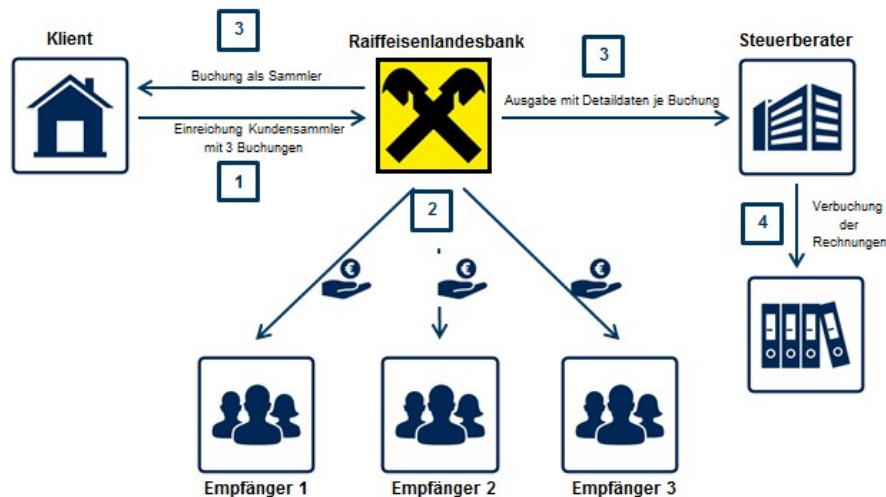 3
Klient
Raiffeisenlandesbank
3
Steuerberater
Buchung als Sammler
Ausgabe mit Detaildaten je Buchung
Einreichung Kundensammler
mit 3 Buchungen
1
2
4
Verbuchung
der
Rechnungen
€
€
€
Empfänger 1
Empfänger 2
Empfänger 3